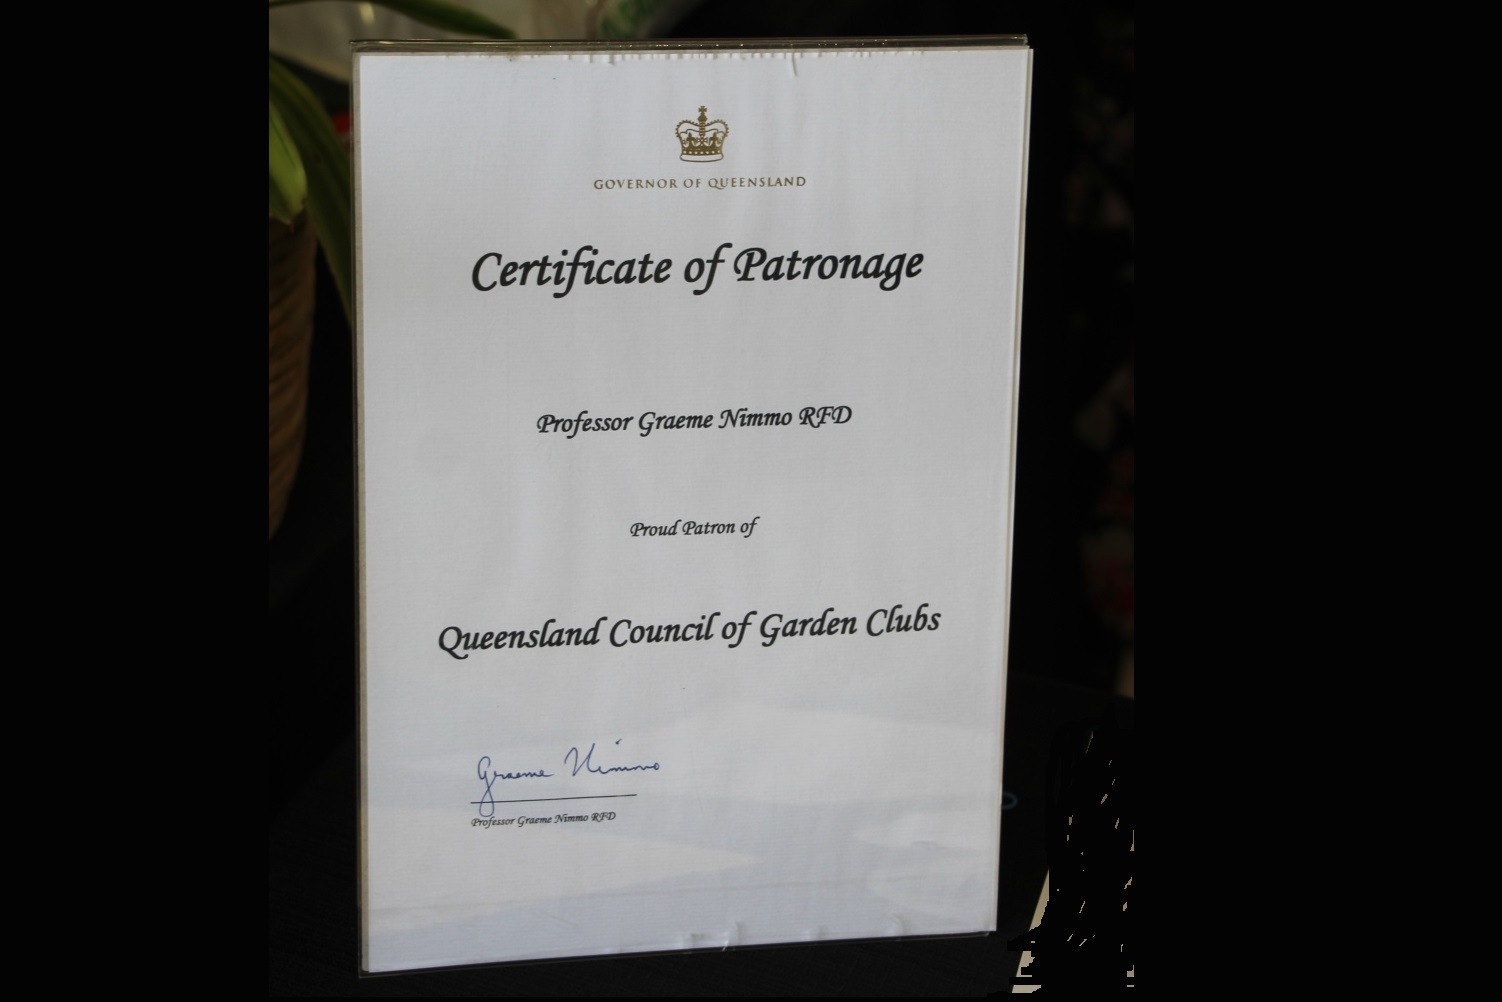 GOVERNOR OF QUEENSLAND
Certificate of Patronage
Professor Graeme Nimmo RFD
Proud Patron of
Queensland Council of Garden Clubs
Graeme Nimmo
Professor Graeme Nimmo RFD